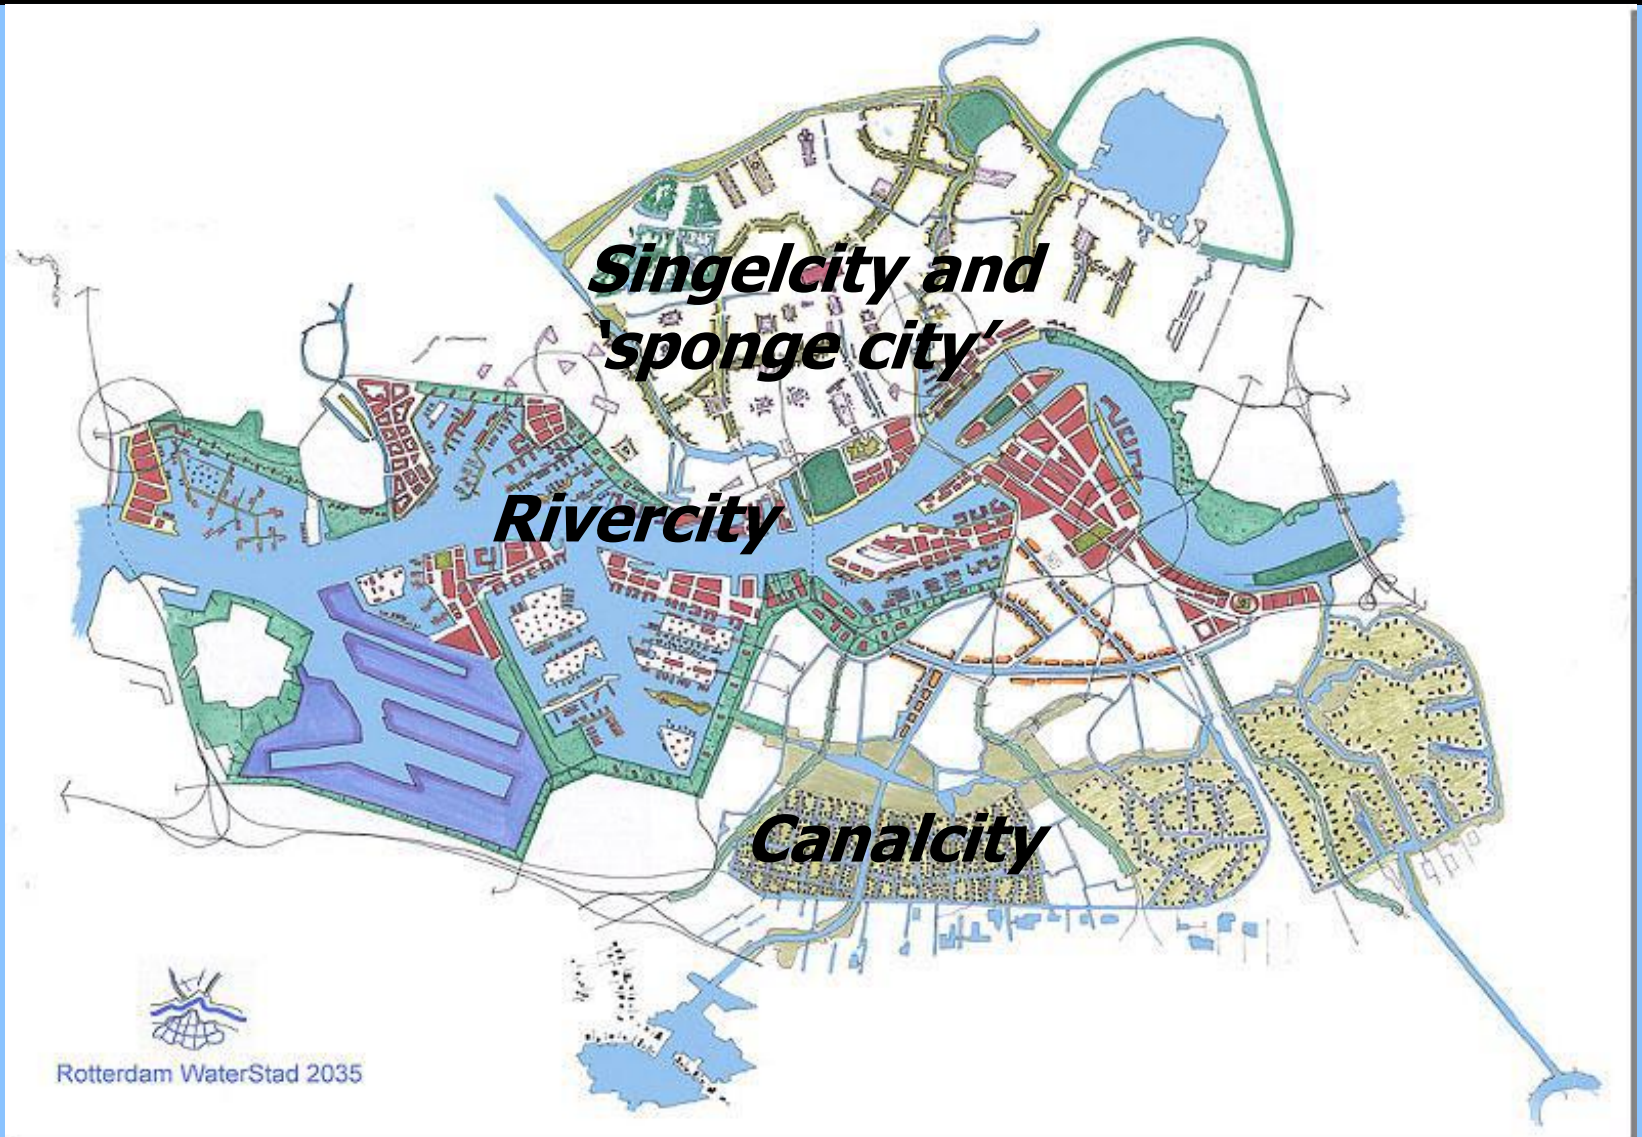 Singelcity and
‘sponge city’
Rivercity
Canalcity
Rotterdam WaterStad 2035